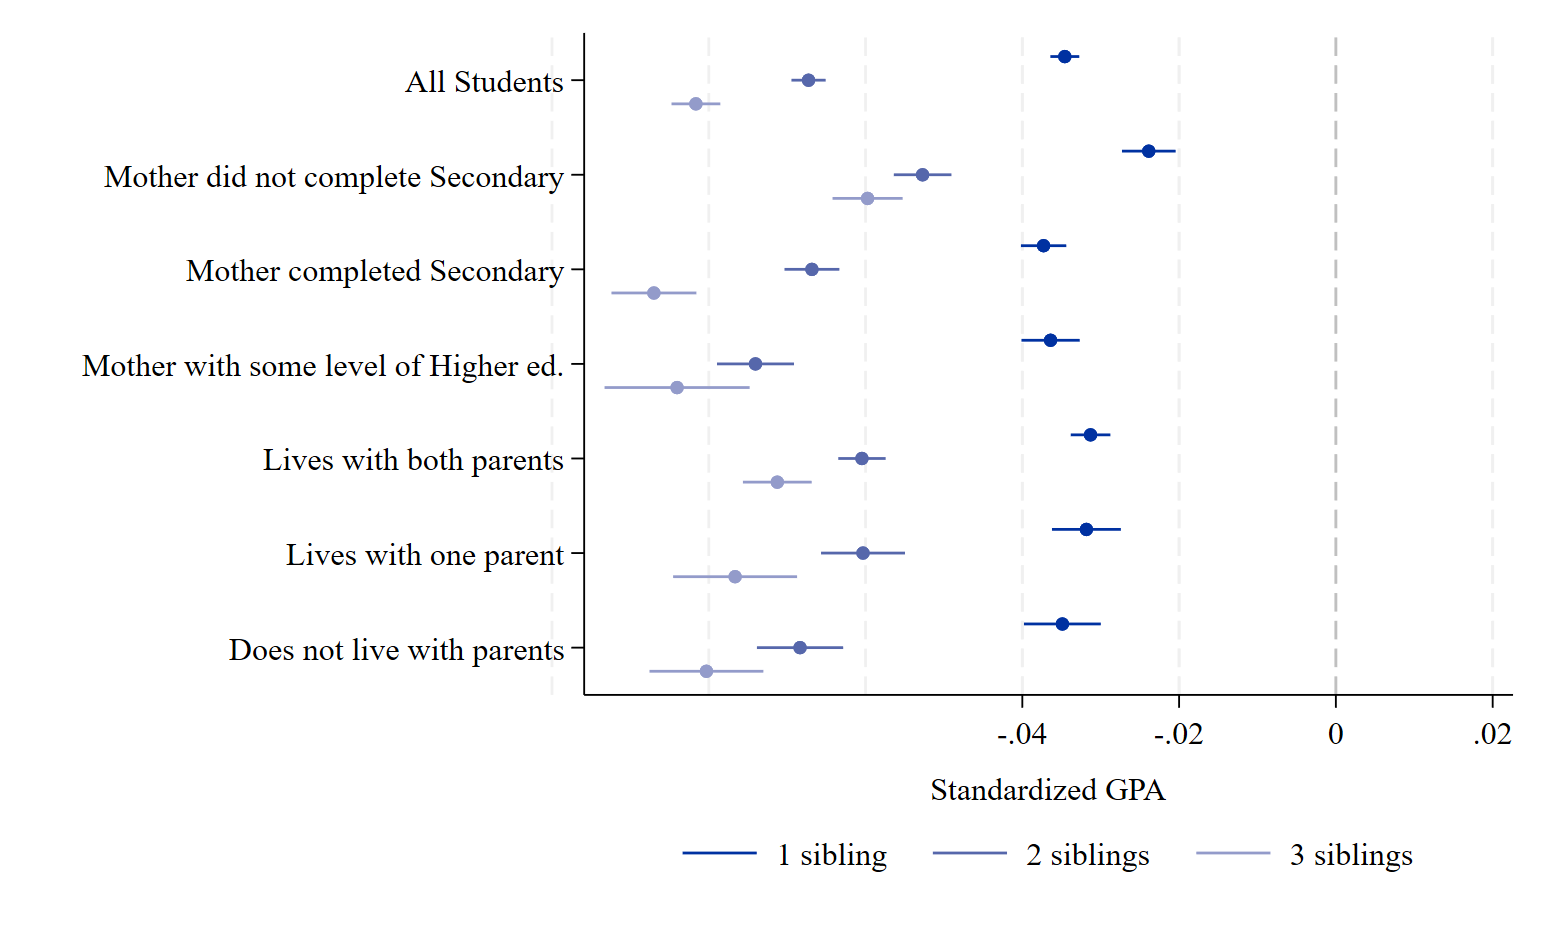 All Students
Mother did not complete Secondary
Mother completed Secondary
Mother with some level of Higher ed.
Lives with both parents
Lives with one parent
Does not live with parents
-.04 -.02 0 .02
Standardized GPA
1 sibling 2 siblings 3 siblings